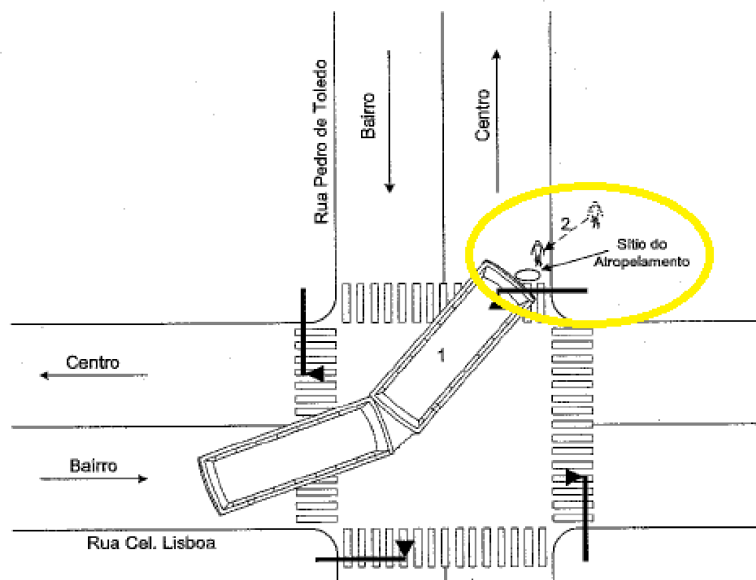 Rua Pedro de Toledo
Bairro
Centro
2
Sítio do
Atropelamento
1
Centro
Bairro
Rua Cel. Lisboa